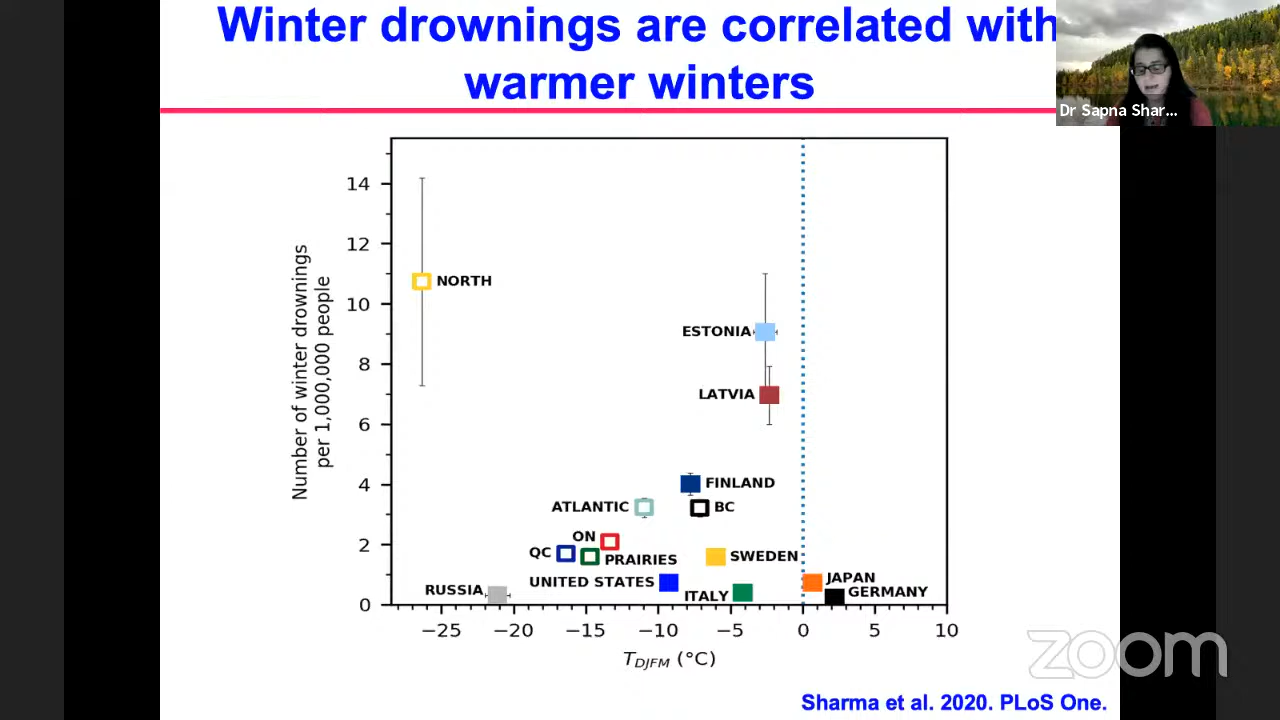 Winter drownings are correlated with
warmer winters
Dr Sapna Shar...
Number of winter drownings
per 1,000,000 people
14
12
10
8
6
4
2
0
NORTH
ESTONIA
LATVIA
FINLAND
ATLANTIC
BC
ON
QC
PRAIRIES
SWEDEN
UNITED STATES
JAPAN
RUSSIA
ITALY
GERMANY
−25
−20
−15
−10
−5
0
5
10
T_DJFM (°C)
zoom
Sharma et al. 2020. PLoS One.